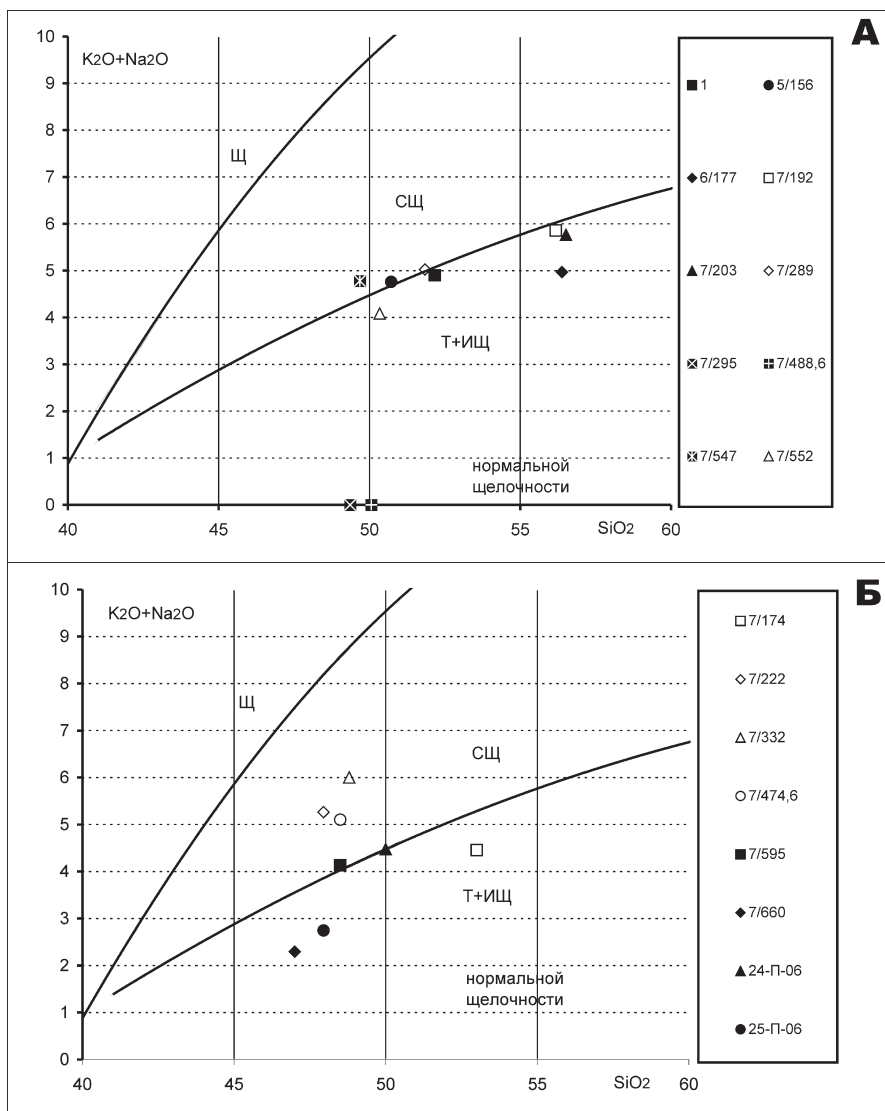 А
10
K2O+Na2O
9
8
7
6
5
4
3
2
1
0
Щ
СЩ
Т+ИЩ
нормальной
щелочности
40
45
50
55
SiO2
60
1
5/156
6/177
7/192
7/203
7/289
7/295
7/488,6
7/547
7/552
Б
10
K2O+Na2O
9
8
7
6
5
4
3
2
1
0
Щ
СЩ
Т+ИЩ
нормальной
щелочности
40
45
50
55
SiO2
60
7/174
7/222
7/332
7/474,6
7/595
7/660
24-П-06
25-П-06